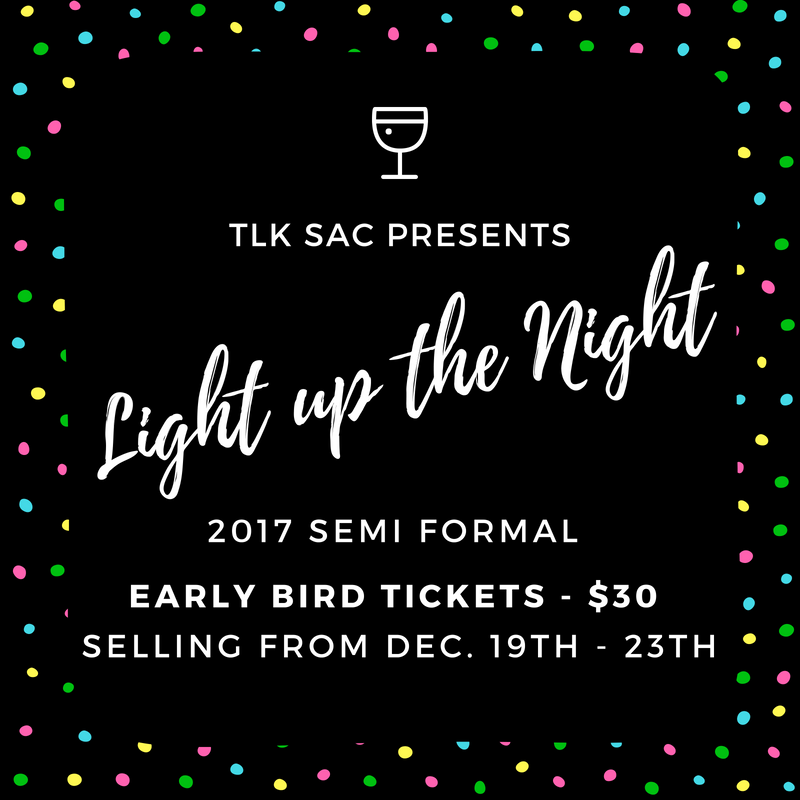 TLK SAC PRESENTS
Light up the Night
2017 SEMI FORMAL
EARLY BIRD TICKETS - $30
SELLING FROM DEC. 19TH - 23TH